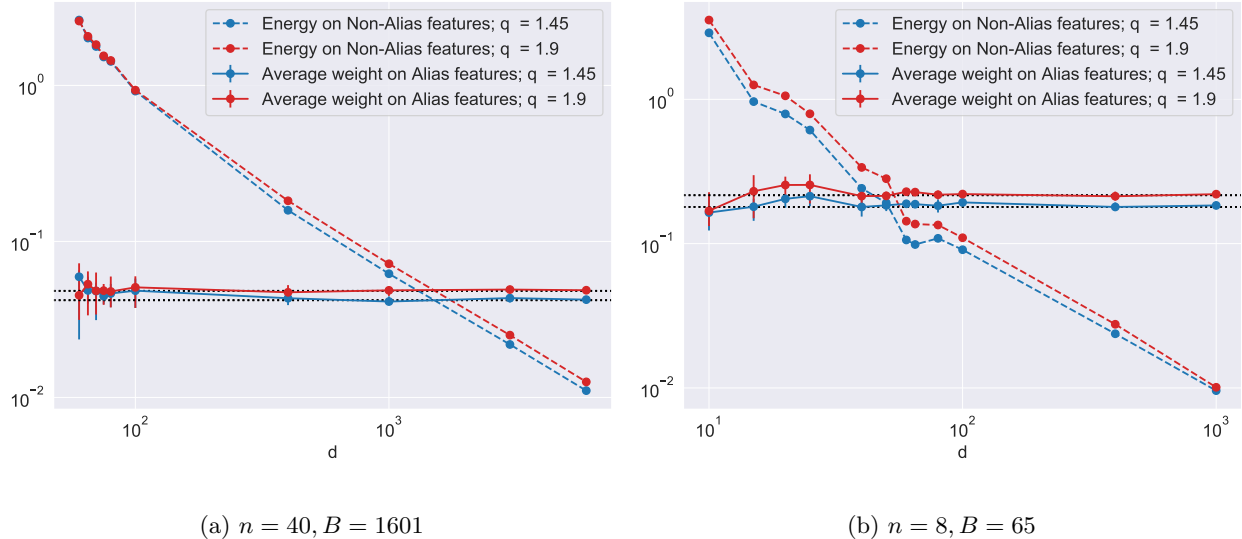 Energy on Non-Alias features; q = 1.45
Energy on Non-Alias features; q = 1.9
Average weight on Alias features; q = 1.45
Average weight on Alias features; q = 1.9
10^0
10^-1
10^-2
10^2
10^3
d
(a) n = 40, B = 1601
Energy on Non-Alias features; q = 1.45
Energy on Non-Alias features; q = 1.9
Average weight on Alias features; q = 1.45
Average weight on Alias features; q = 1.9
10^0
10^-1
10^-2
10^1
10^2
10^3
d
(b) n = 8, B = 65